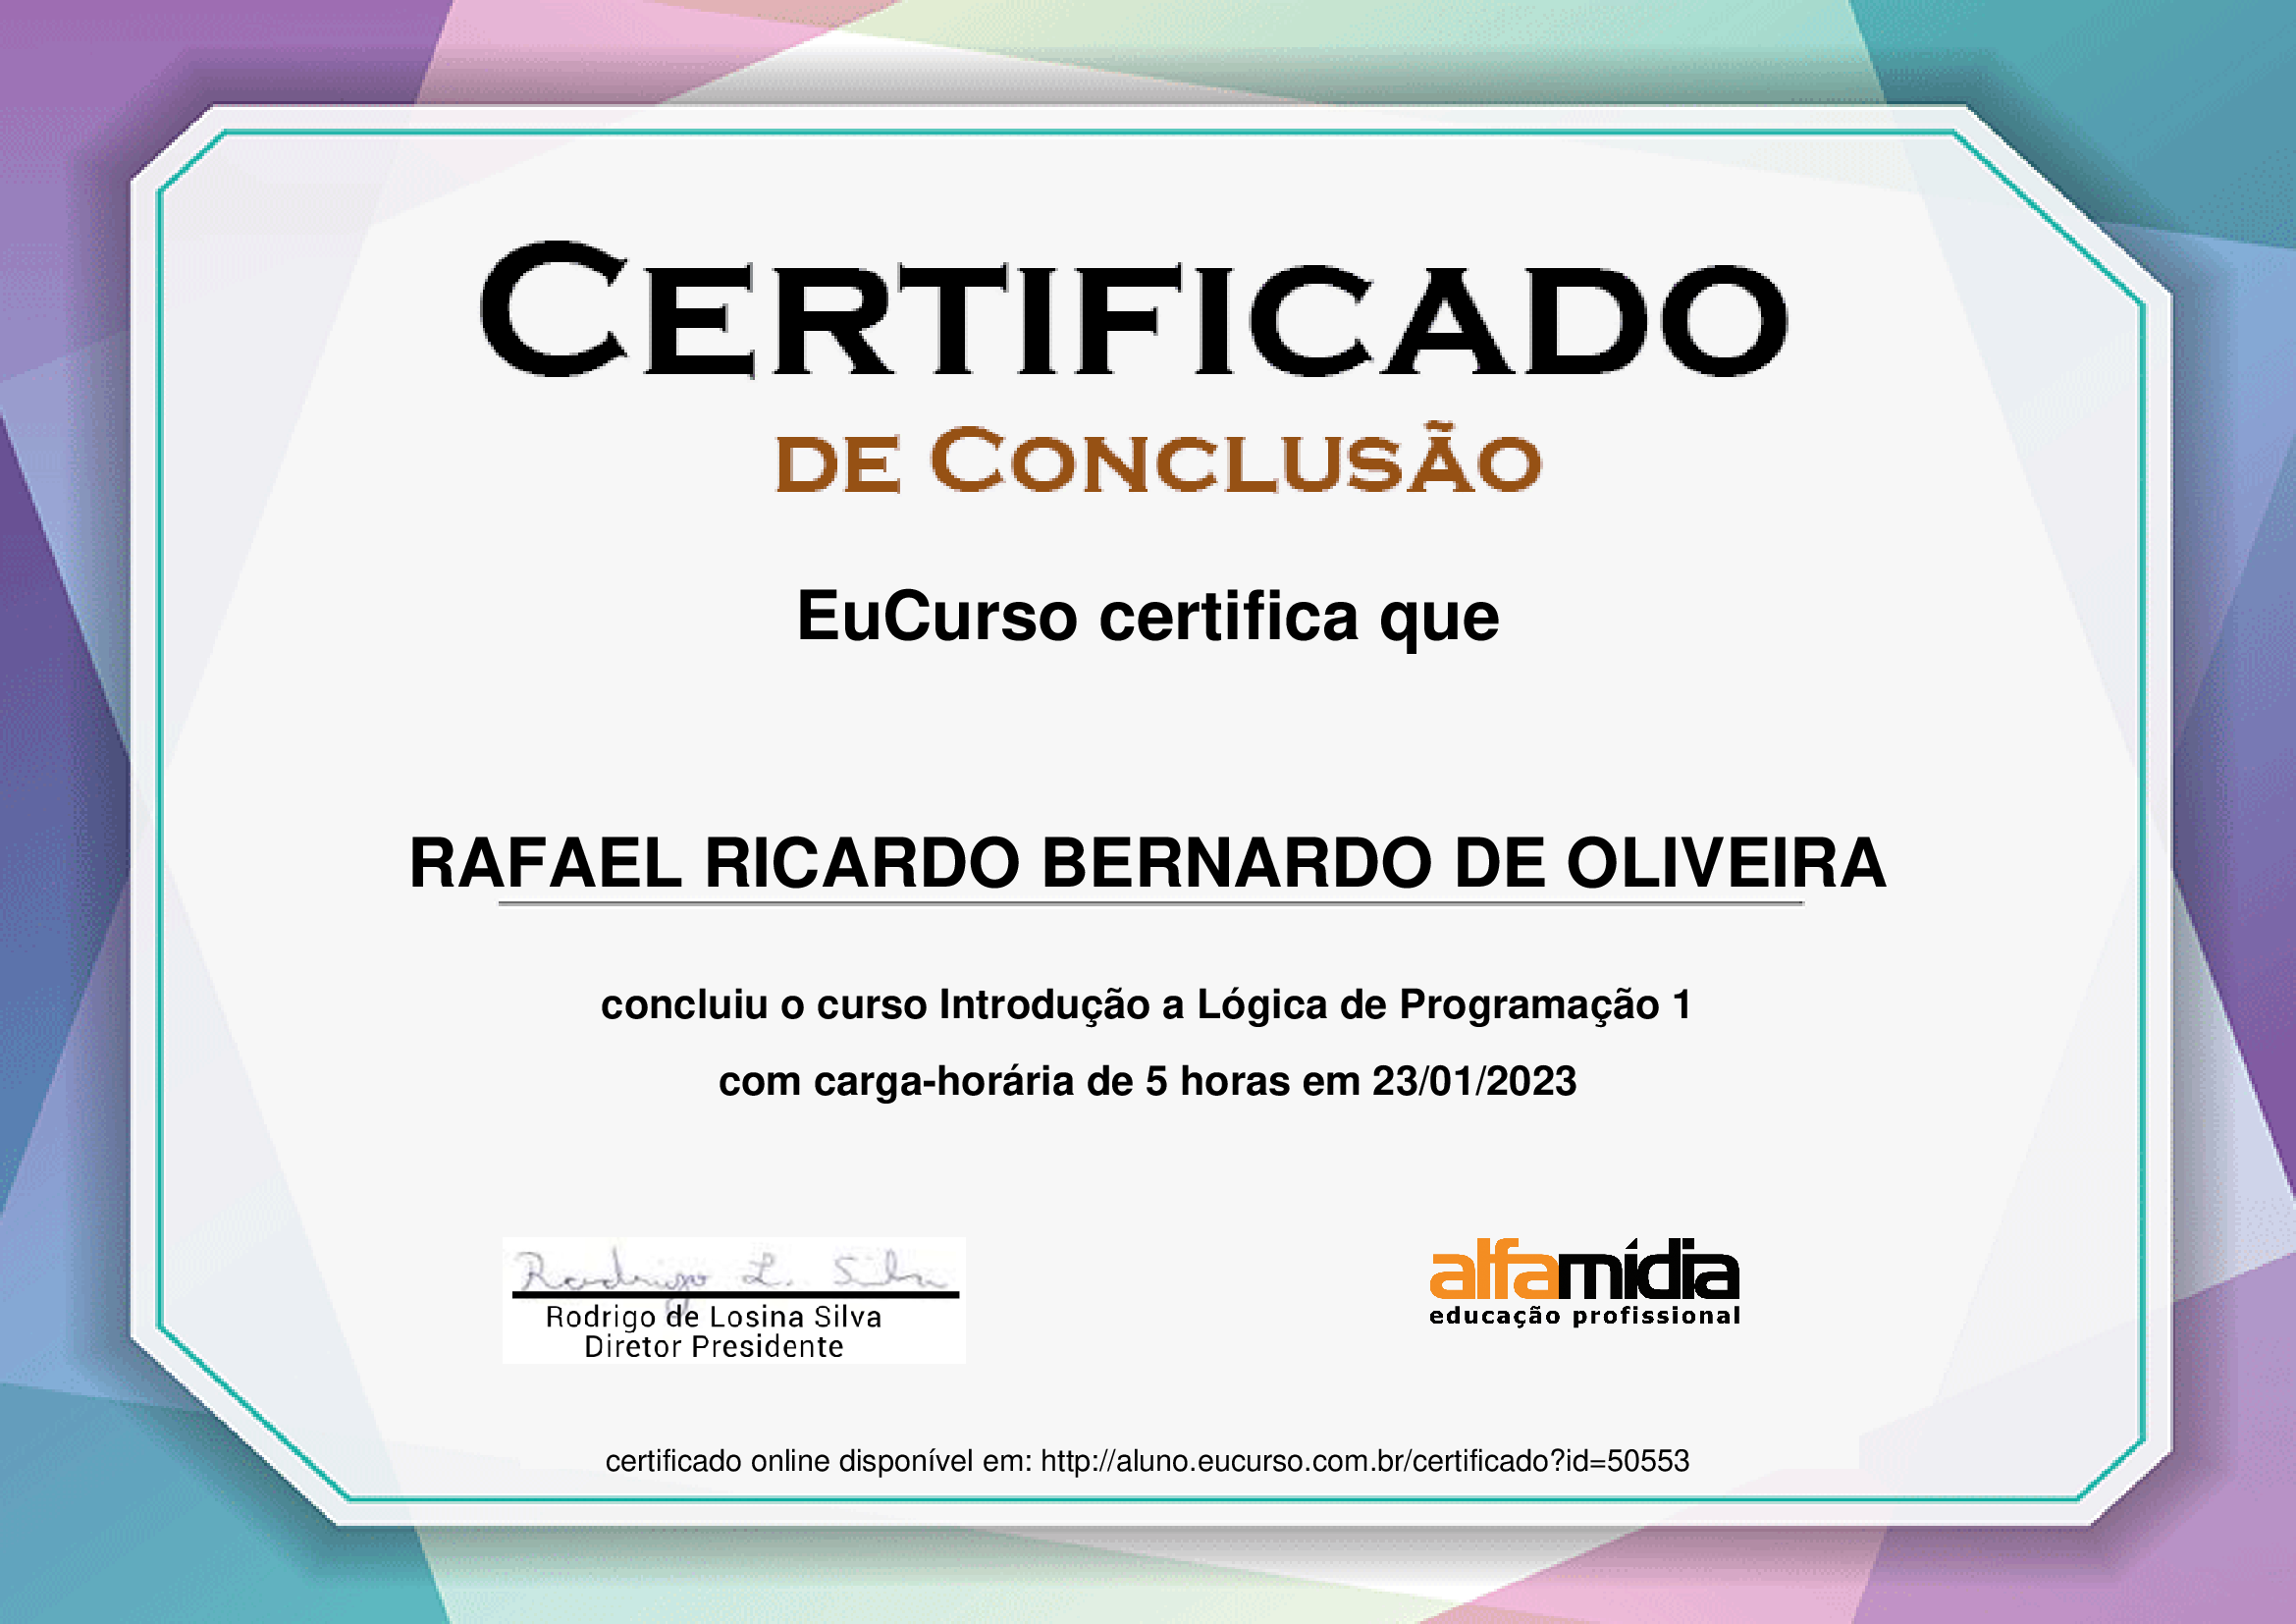 CERTIFICADO
DE CONCLUSÃO
EuCurso certifica que
RAFAEL RICARDO BERNARDO DE OLIVEIRA
concluiu o curso Introdução a Lógica de Programação 1
com carga-horária de 5 horas em 23/01/2023
Rodrigo L. Silva
Rodrigo de Losina Silva
Diretor Presidente
alfamídia
educação profissional
certificado online disponível em: http://aluno.eucurso.com.br/certificado?id=50553